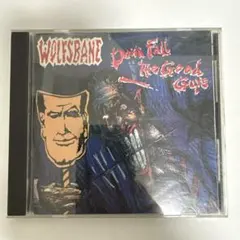 WOLFSBANE
Down Fall
The Good
Guys